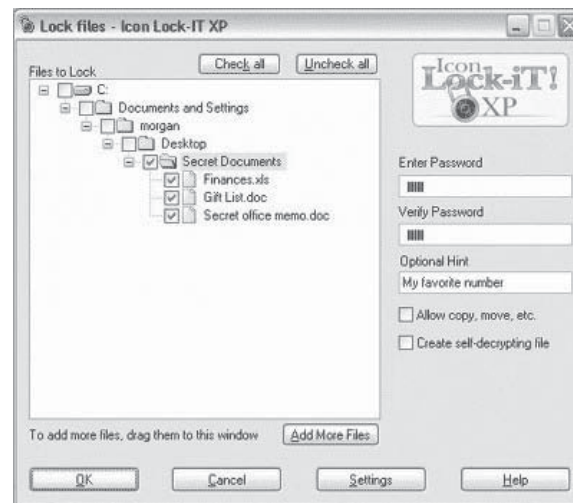 Lock files - Icon Lock-IT XP
Files to Lock
Check all
Uncheck all
C:
Documents and Settings
morgan
Desktop
Secret Documents
Finances.xls
Gift List.doc
Secret office memo.doc
To add more files, drag them to this window
Add More Files
Icon
Lock-iT!
XP
Enter Password
Verify Password
Optional Hint
My favorite number
Allow copy, move, etc.
Create self-decrypting file
OK
Cancel
Settings
Help